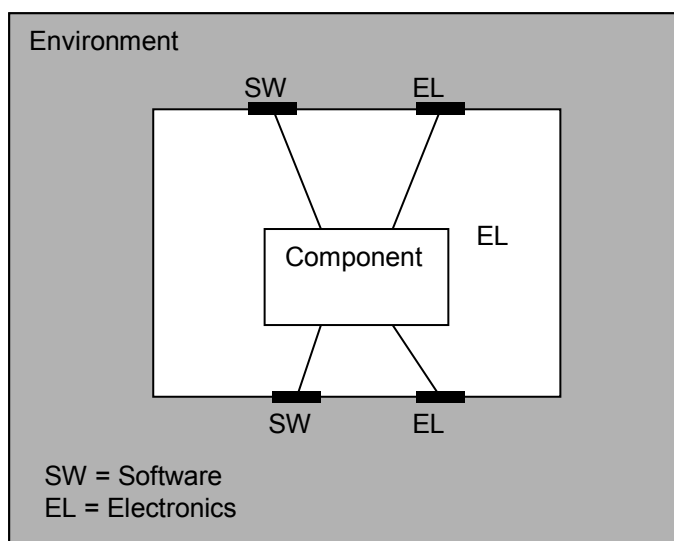 Environment
SW EL
EL
Component
SW EL
SW = Software
EL = Electronics